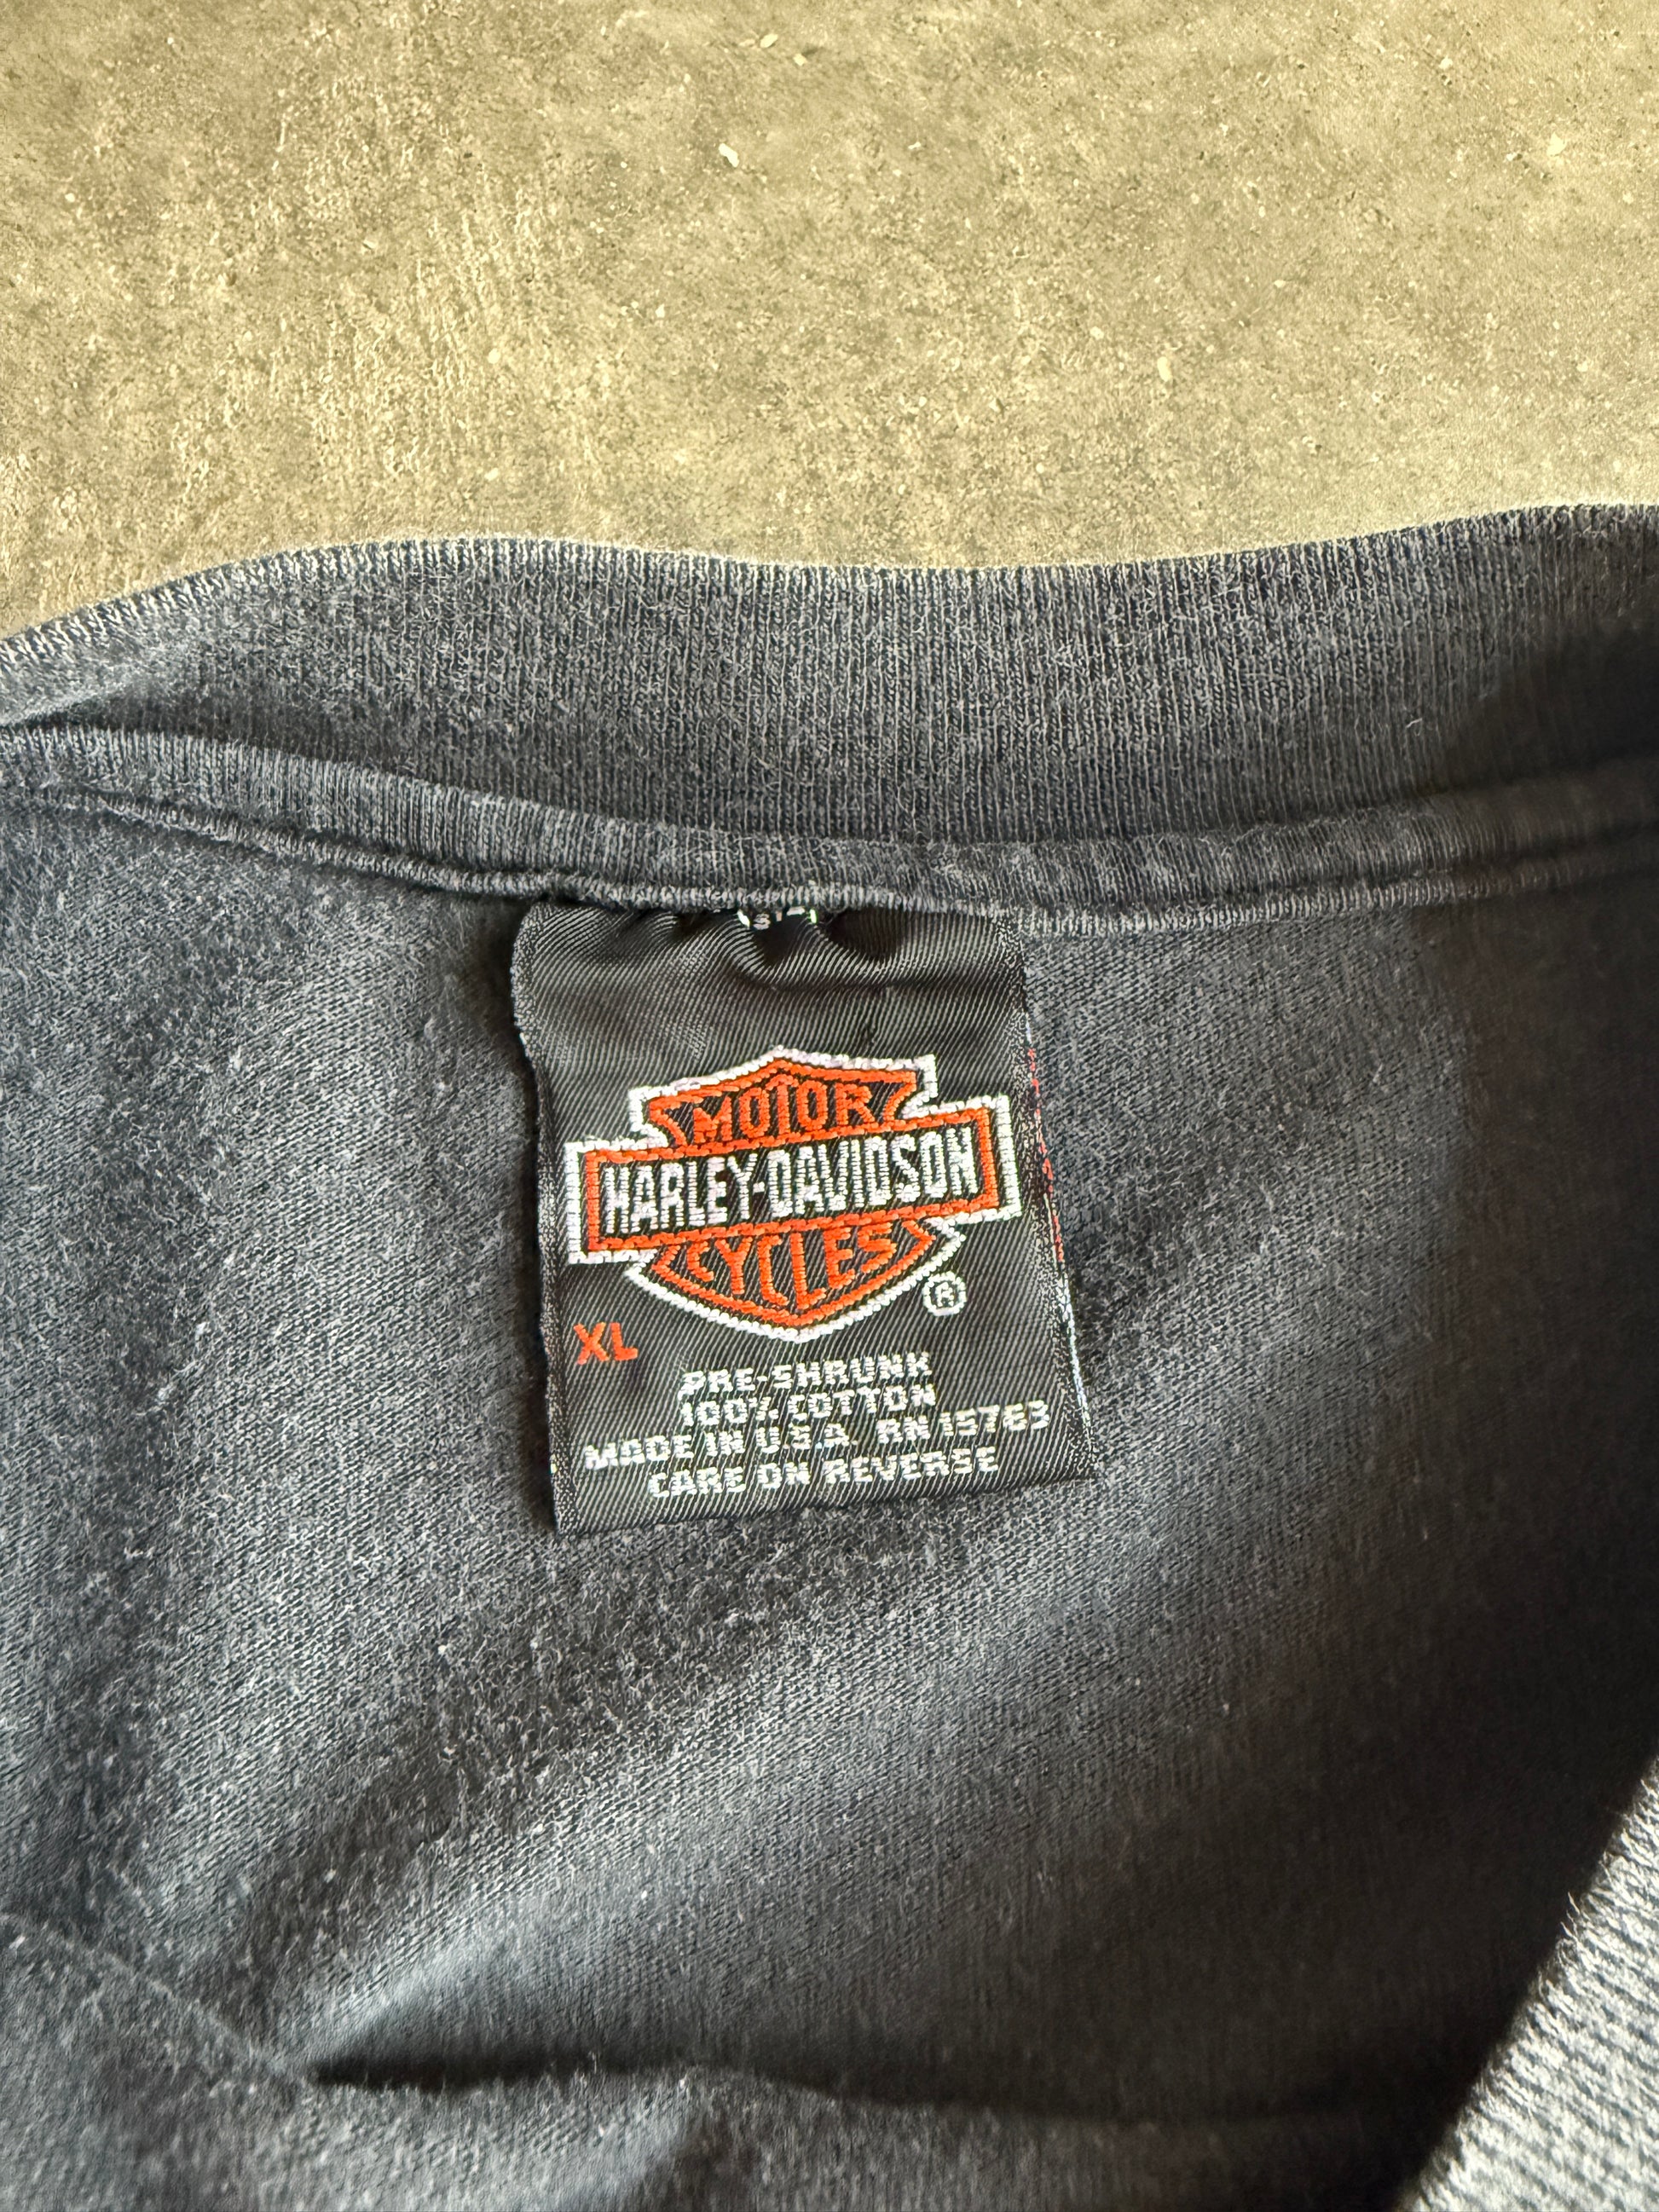 MOTOR
HARLEY-DAVIDSON
CYCLES
®
XL
PRE-SHRUNK
100% COTTON
MADE IN U.S.A. RN 15763
CARE ON REVERSE